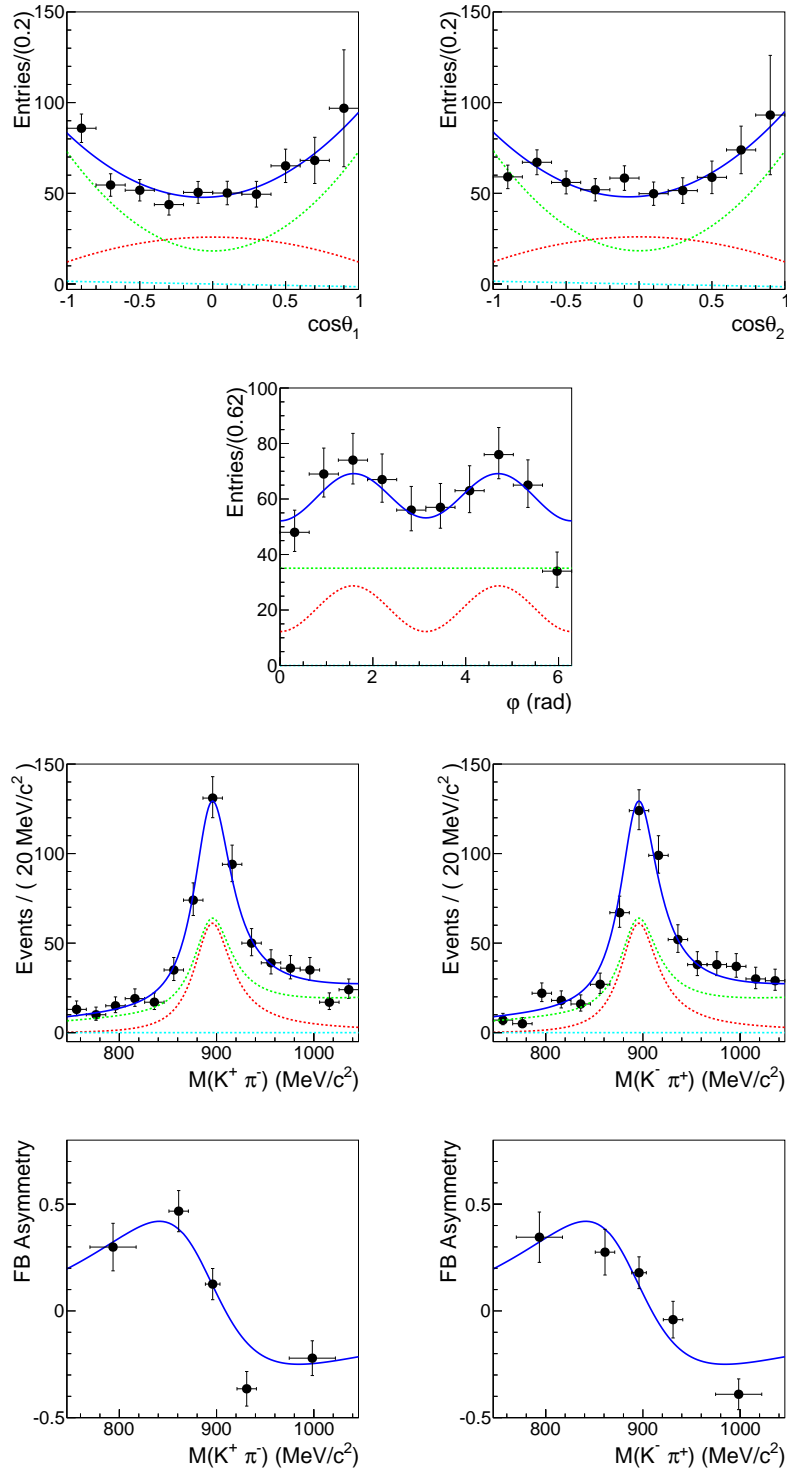 Entries/(0.2)
150
100
50
0
-1 -0.5 0 0.5 1
cosθ1
Entries/(0.2)
150
100
50
0
-1 -0.5 0 0.5 1
cosθ2
Entries/(0.62)
100
80
60
40
20
0
0 2 4 6
φ (rad)
Events / ( 20 MeV/c²)
150
100
50
0
800 900 1000
M(K⁺ π⁻) (MeV/c²)
Events / ( 20 MeV/c²)
150
100
50
0
800 900 1000
M(K⁻ π⁺) (MeV/c²)
FB Asymmetry
0.5
0
-0.5
800 900 1000
M(K⁺ π⁻) (MeV/c²)
FB Asymmetry
0.5
0
-0.5
800 900 1000
M(K⁻ π⁺) (MeV/c²)